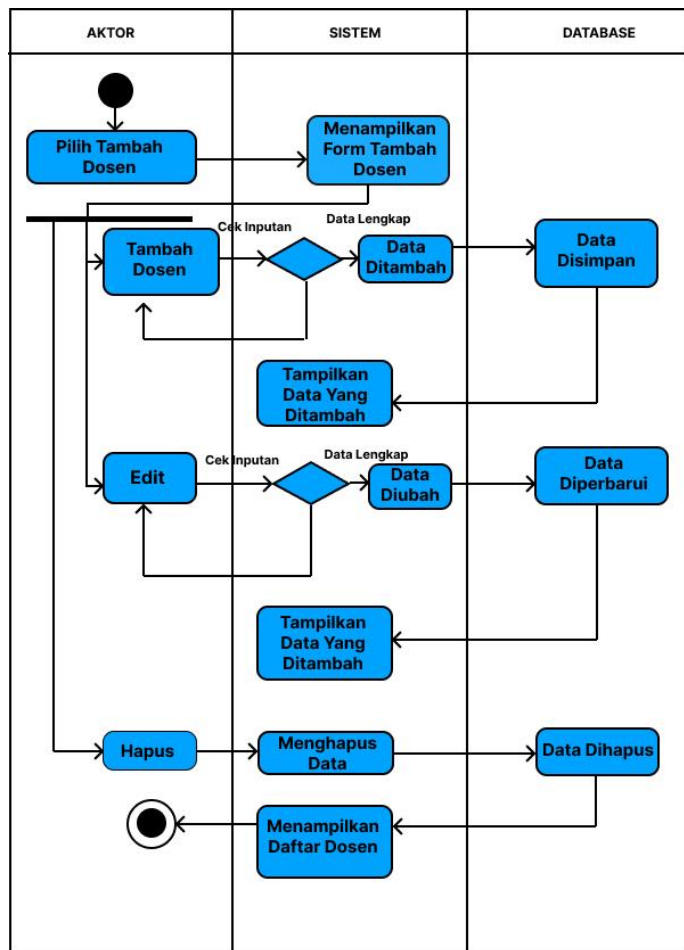 AKTOR
SISTEM
DATABASE
Pilih Tambah
Dosen
Menampilkan
Form Tambah
Dosen
Cek Inputan
Data Lengkap
Tambah
Dosen
Data
Ditambah
Data
Disimpan
Tampilkan
Data Yang
Ditambah
Cek Inputan
Data Lengkap
Edit
Data
Diubah
Data
Diperbarui
Tampilkan
Data Yang
Ditambah
Hapus
Menghapus
Data
Data Dihapus
Menampilkan
Daftar Dosen